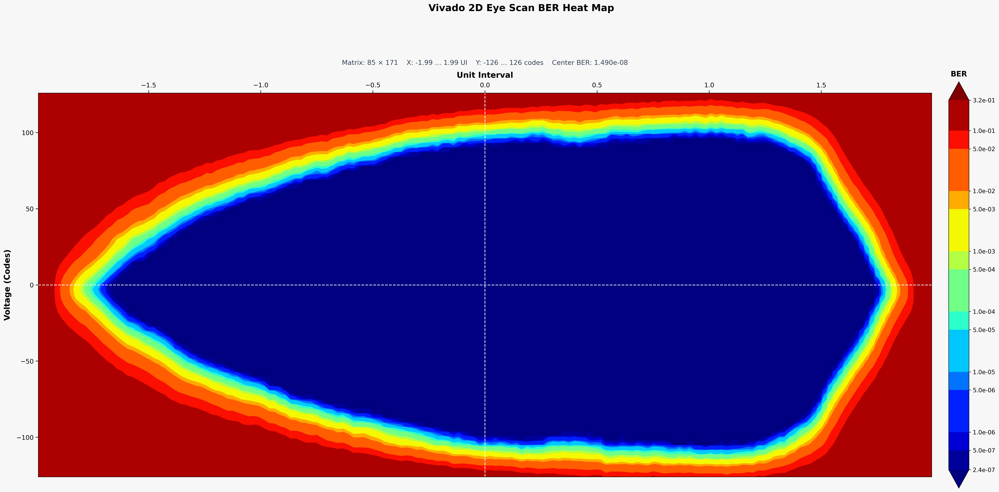 Vivado 2D Eye Scan BER Heat Map
Matrix: 85 × 171    X: -1.99 … 1.99 UI    Y: -126 … 126 codes    Center BER: 1.490e-08
Unit Interval
−1.5 −1.0 −0.5 0.0 0.5 1.0 1.5
Voltage (Codes)
100
50
0
−50
−100
BER
3.2e-01
1.0e-01
5.0e-02
1.0e-02
5.0e-03
1.0e-03
5.0e-04
1.0e-04
5.0e-05
1.0e-05
5.0e-06
1.0e-06
5.0e-07
2.4e-07